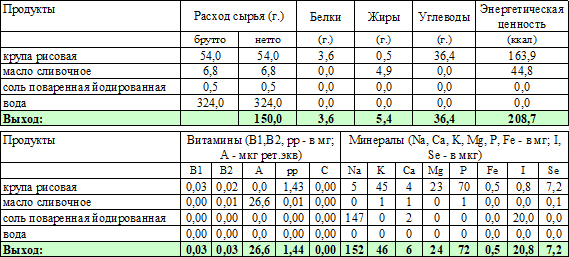 Продукты Расход сырья (г.) Белки Жиры Углеводы Энергетическая ценность
брутто нетто (г.) (г.) (г.) (ккал)
крупа рисовая 54,0 54,0 3,6 0,5 36,4 163,9
масло сливочное 6,8 6,8 0,0 4,9 0,0 44,8
соль поваренная йодированная 0,5 0,5 0,0 0,0 0,0 0,0
вода 324,0 324,0 0,0 0,0 0,0 0,0
Выход: 150,0 3,6 5,4 36,4 208,7
Продукты Витамины (В1,В2, рр - в мг; А - мкг рет.экв) Минералы (Na, Ca, K, Mg, P, Fe - в мг; I, Se - в мкг)
В1 В2 А рр С Na K Ca Mg P Fe I Se
крупа рисовая 0,03 0,02 0,0 1,43 0,00 5 45 4 23 70 0,5 0,8 7,2
масло сливочное 0,00 0,01 26,6 0,01 0,00 0 1 1 0 1 0,0 0,0 0,1
соль поваренная йодированная 0,00 0,00 0,0 0,00 0,00 147 0 2 0 0 0,0 20,0 0,0
вода 0,00 0,00 0,0 0,00 0,00 0 0 0 0 0 0,0 0,0 0,0
Выход: 0,03 0,03 26,6 1,44 0,00 152 46 6 24 72 0,5 20,8 7,2